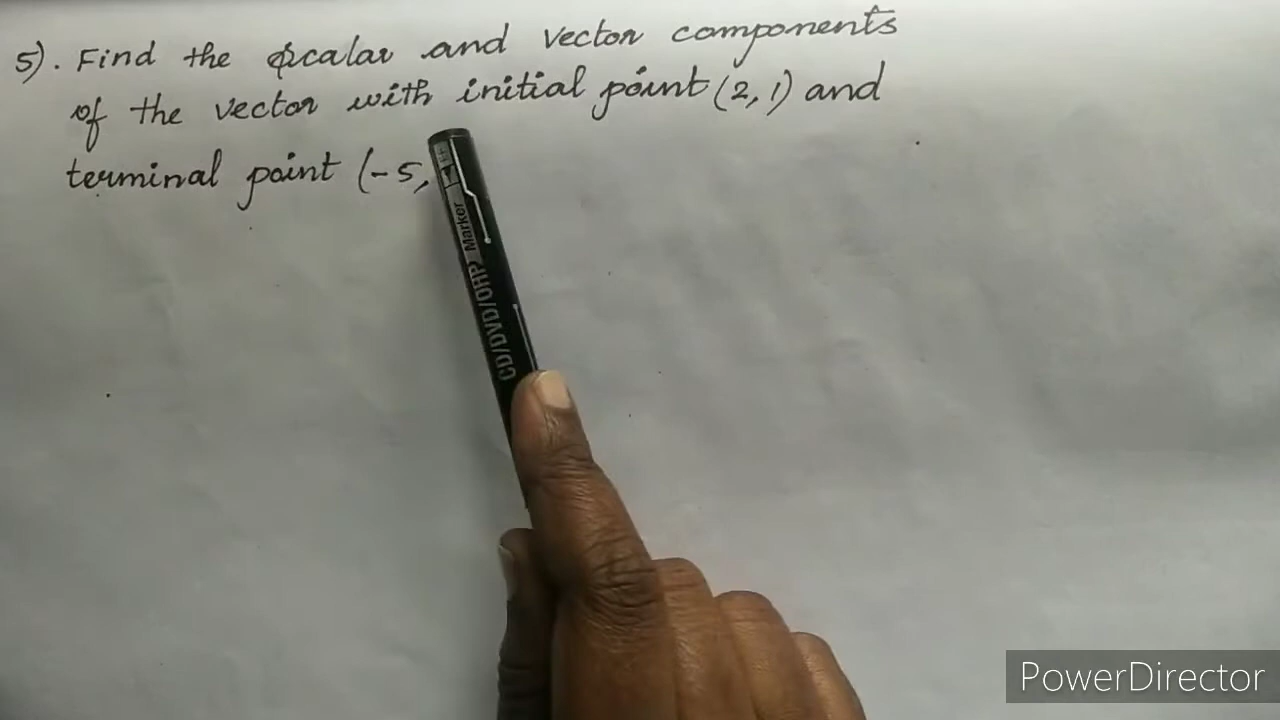 5). Find the scalar and vector components
of the vector with initial point (2, 1) and
terminal point (-5,
Marker
CD/DVD/OHP
PowerDirector